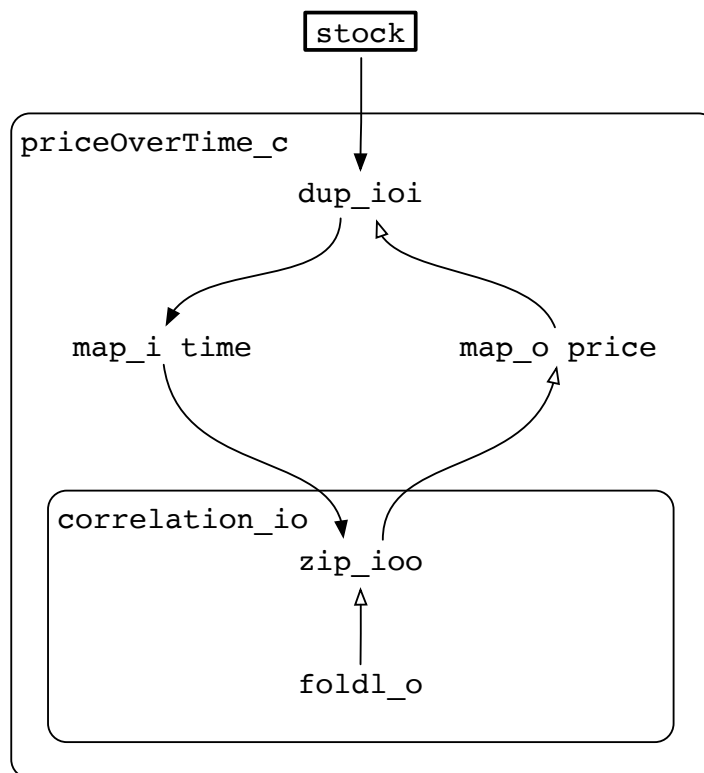 stock
priceOverTime_c
dup_ioi
map_i time
map_o price
correlation_io
zip_ioo
foldl_o